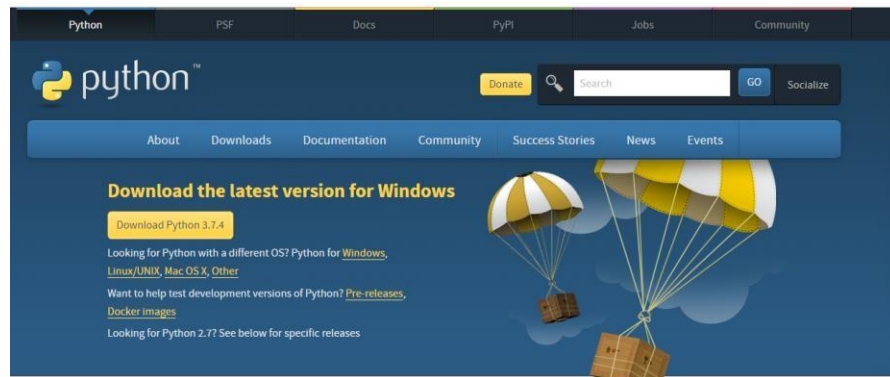 Python PSF Docs PyPI Jobs Community
python™
Donate Search GO Socialize
About Downloads Documentation Community Success Stories News Events
Download the latest version for Windows
Download Python 3.7.4
Looking for Python with a different OS? Python for Windows,
Linux/UNIX, Mac OS X, Other
Want to help test development versions of Python? Pre-releases,
Docker images
Looking for Python 2.7? See below for specific releases